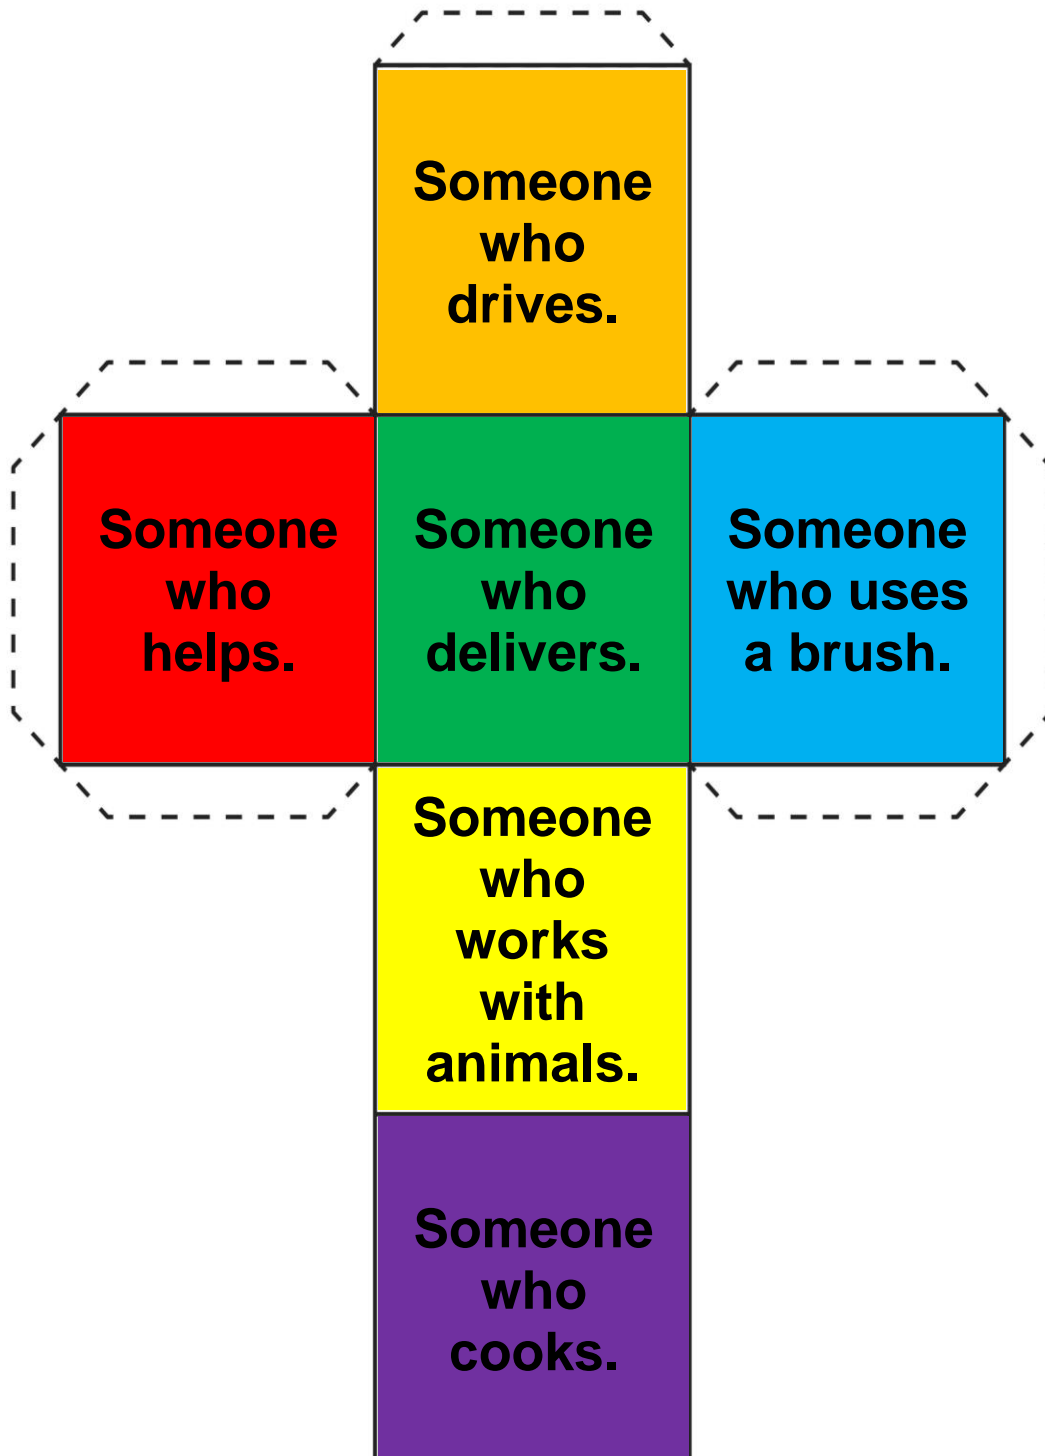 Someone
who
drives.
Someone
who
helps.
Someone
who
delivers.
Someone
who uses
a brush.
Someone
who
works
with
animals.
Someone
who
cooks.